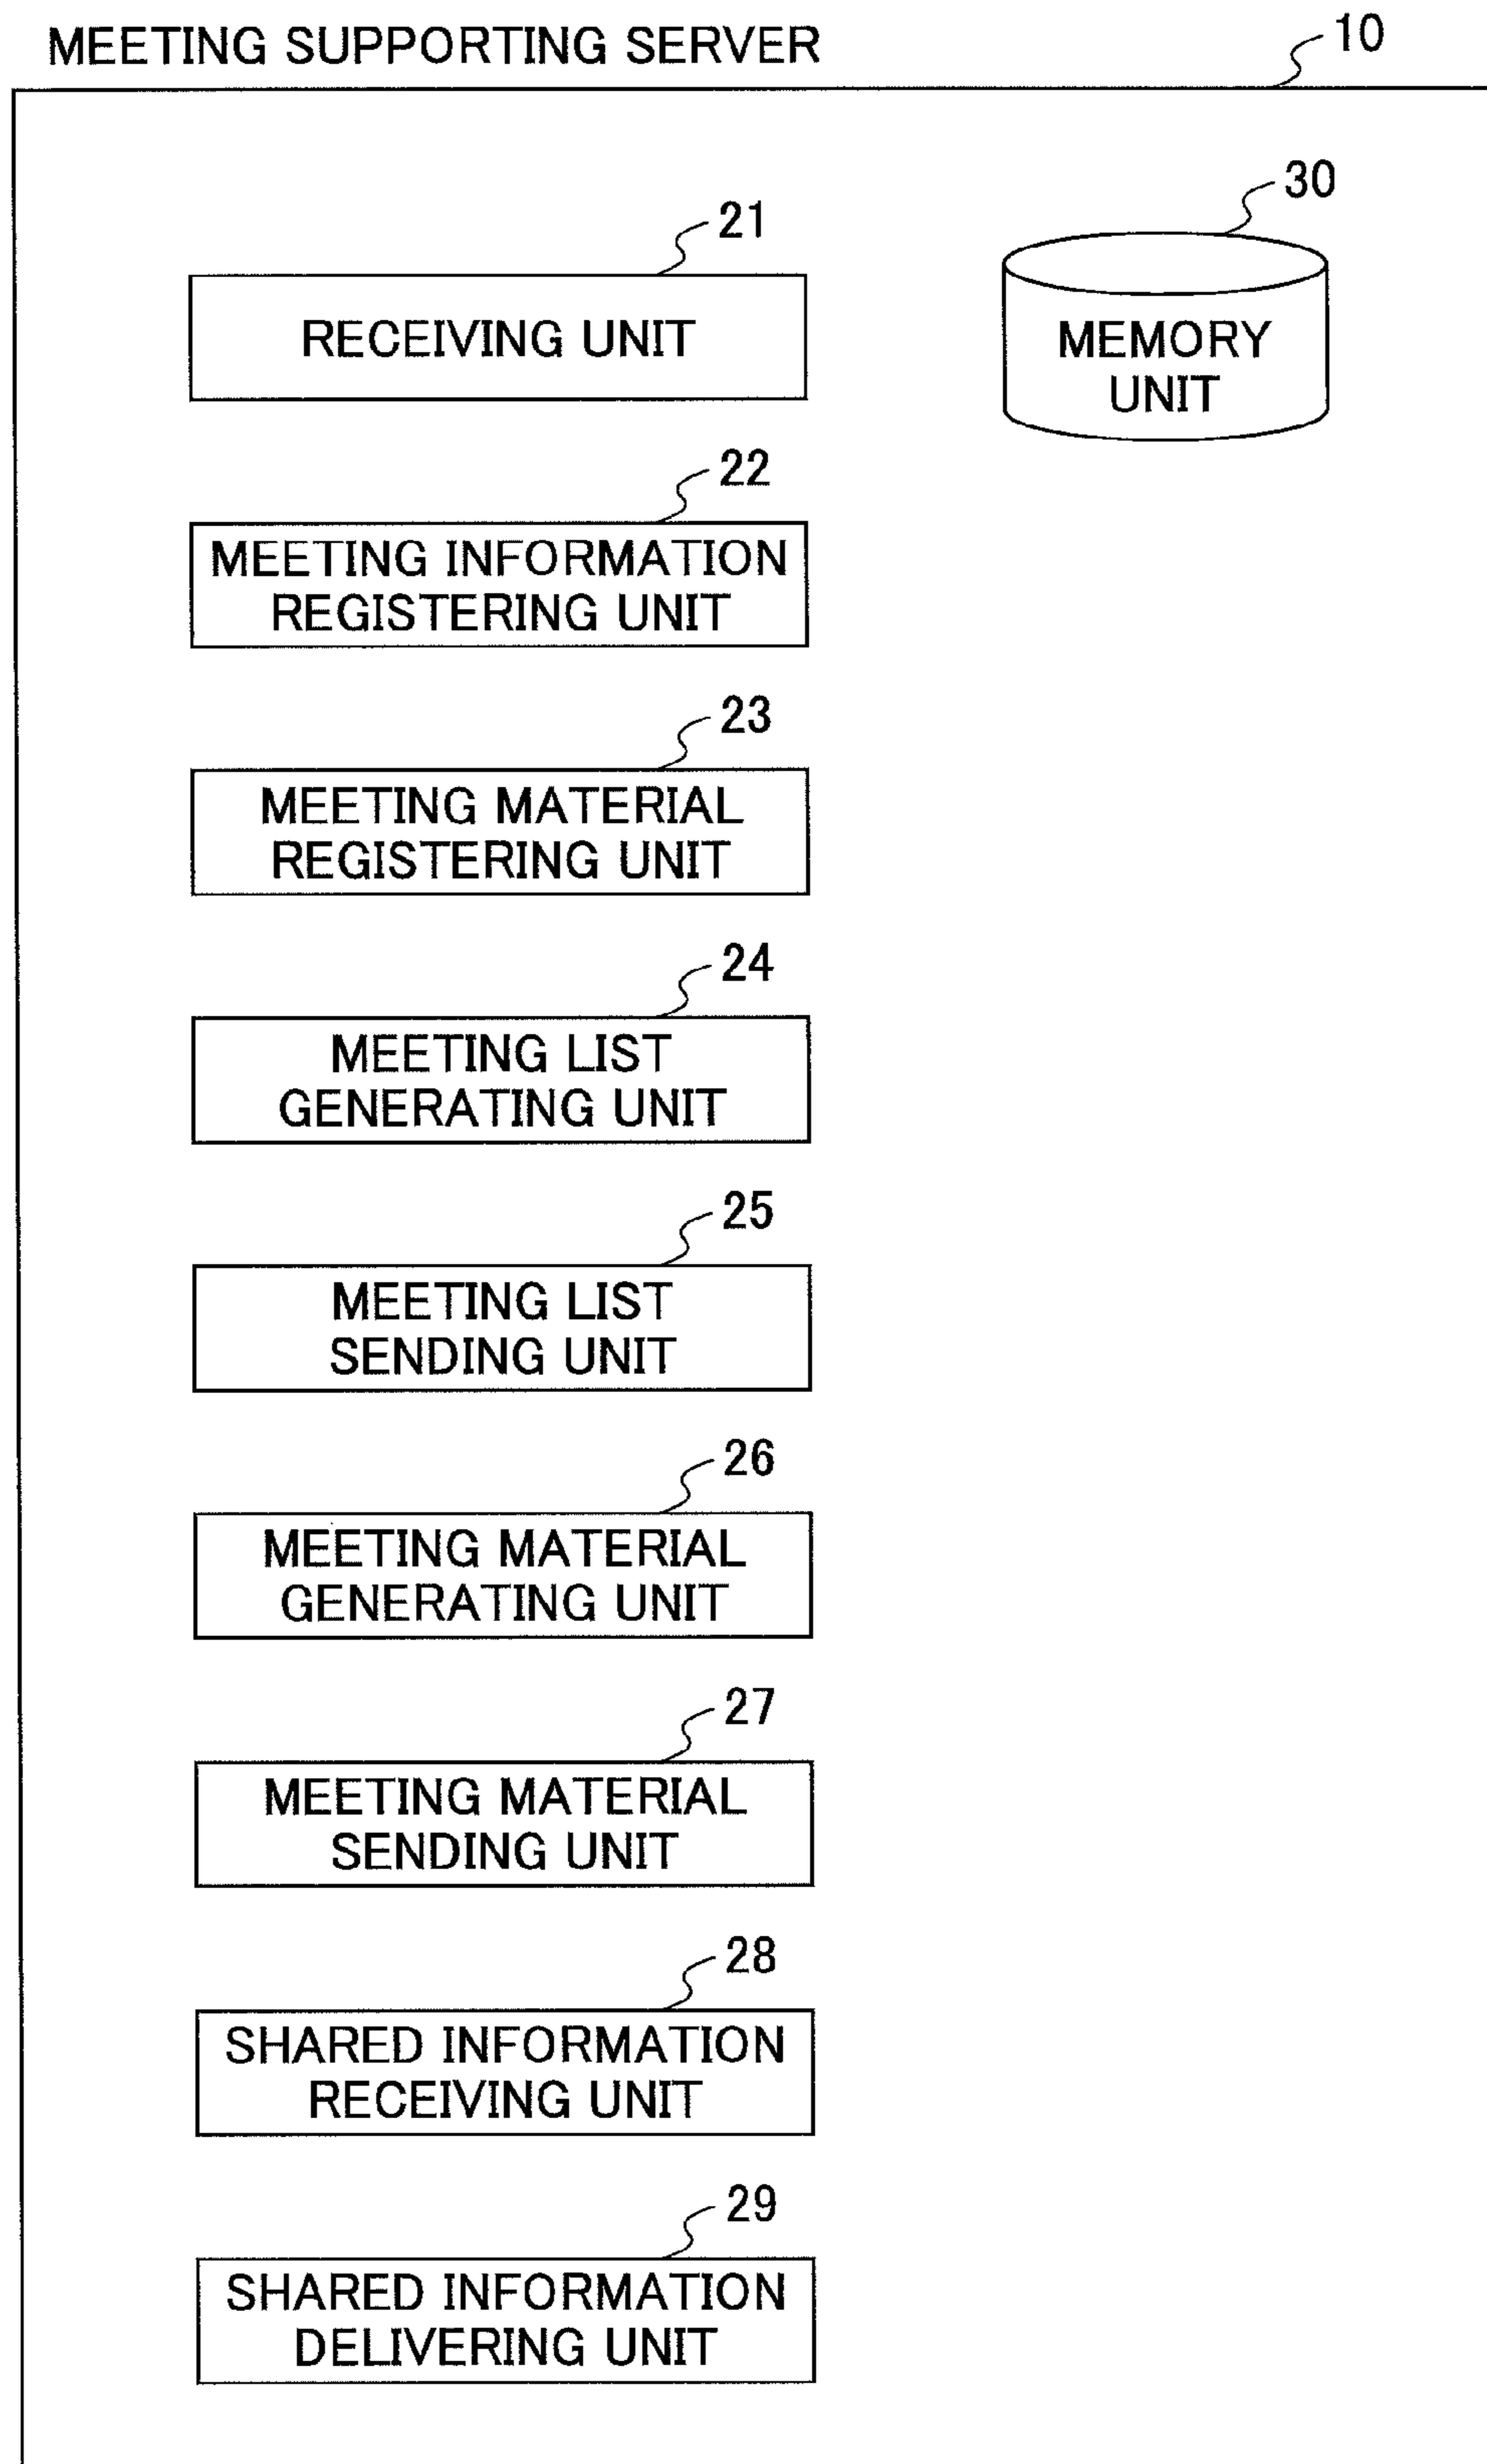 MEETING SUPPORTING SERVER
10
30
21
RECEIVING UNIT
MEMORY
UNIT
22
MEETING INFORMATION
REGISTERING UNIT
23
MEETING MATERIAL
REGISTERING UNIT
24
MEETING LIST
GENERATING UNIT
25
MEETING LIST
SENDING UNIT
26
MEETING MATERIAL
GENERATING UNIT
27
MEETING MATERIAL
SENDING UNIT
28
SHARED INFORMATION
RECEIVING UNIT
29
SHARED INFORMATION
DELIVERING UNIT